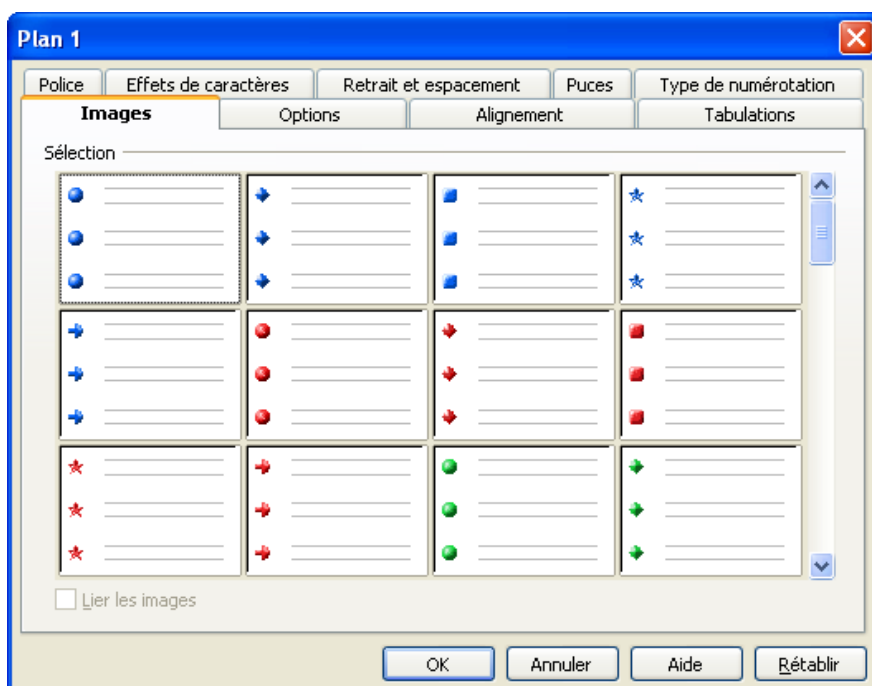 Plan 1
Police Effets de caractères Retrait et espacement Puces Type de numérotation
Images Options Alignement Tabulations
Sélection
Lier les images
OK Annuler Aide Rétablir